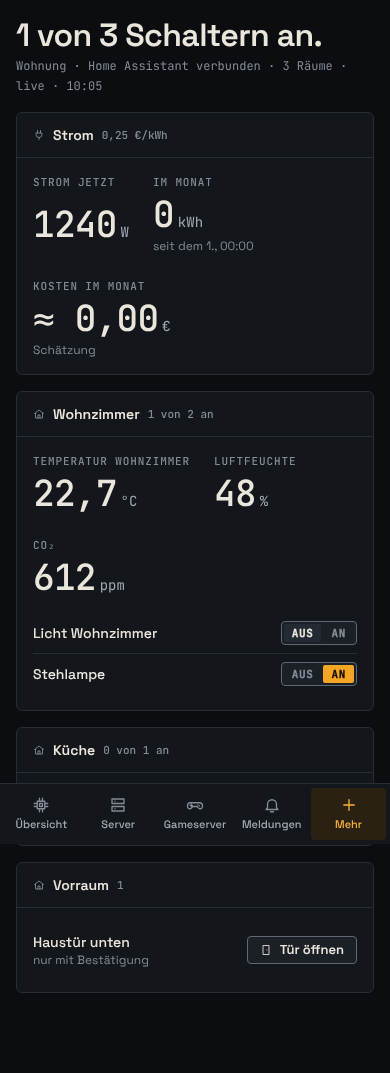 1 von 3 Schaltern an.
Wohnung · Home Assistant verbunden · 3 Räume ·
live · 10:05
Strom 0,25 €/kWh
STROM JETZT IM MONAT
1240 W 0 kWh
seit dem 1., 00:00
KOSTEN IM MONAT
≈ 0,00 €
Schätzung
Wohnzimmer 1 von 2 an
TEMPERATUR WOHNZIMMER LUFTFEUCHTE
22,7 °C 48 %
CO₂
612 ppm
Licht Wohnzimmer AUS AN
Stehlampe AUS AN
Küche 0 von 1 an
Übersicht Server Gameserver Meldungen Mehr
Vorraum 1
Haustür unten Tür öffnen
nur mit Bestätigung